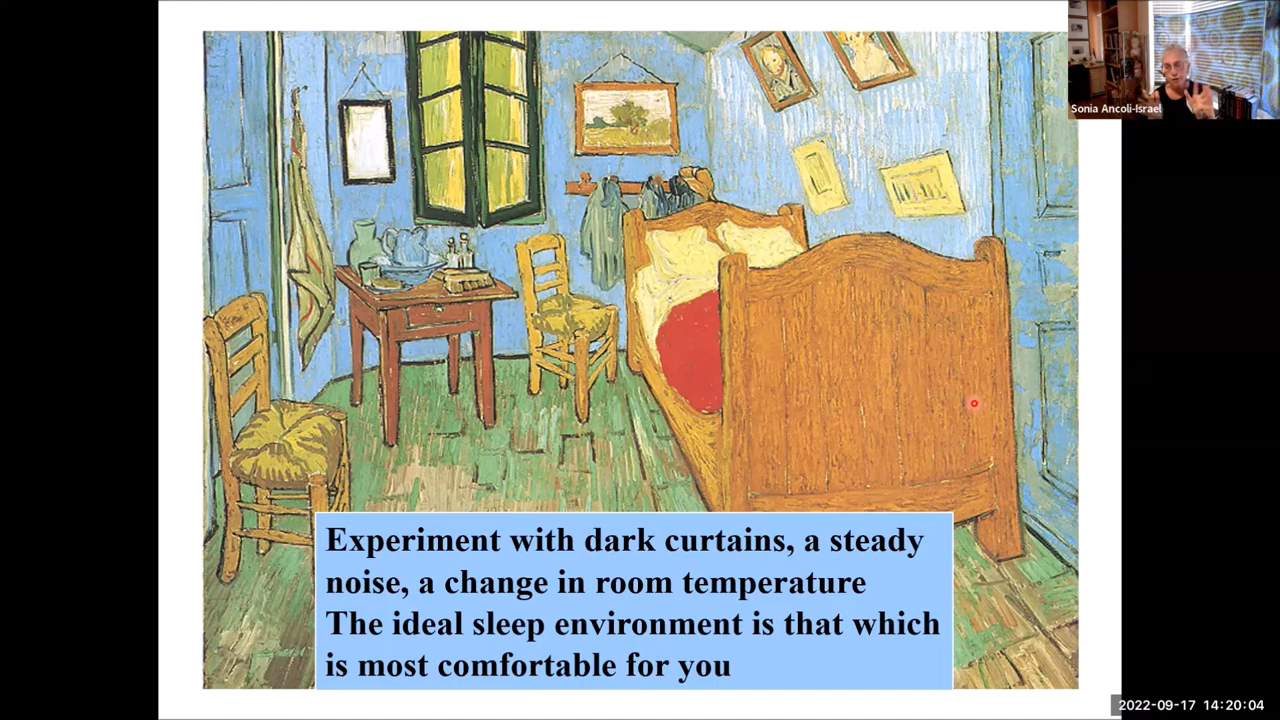 Sonia Ancoli-Israel
Experiment with dark curtains, a steady
noise, a change in room temperature
The ideal sleep environment is that which
is most comfortable for you
2022-09-17 14:20:04